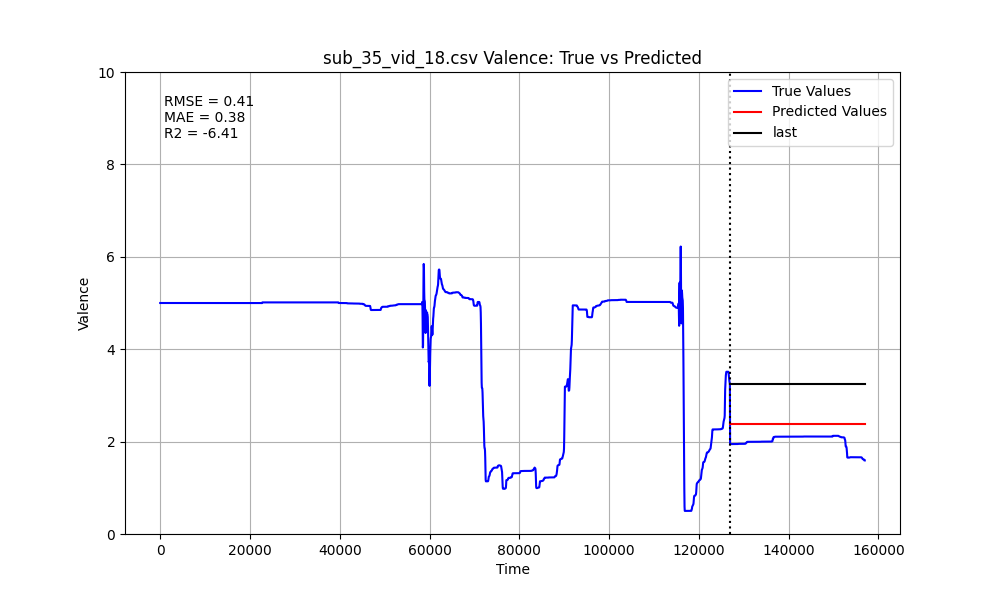 sub_35_vid_18.csv Valence: True vs Predicted
RMSE = 0.41
MAE = 0.38
R2 = -6.41
True Values
Predicted Values
last
Valence
10
8
6
4
2
0
0 20000 40000 60000 80000 100000 120000 140000 160000
Time